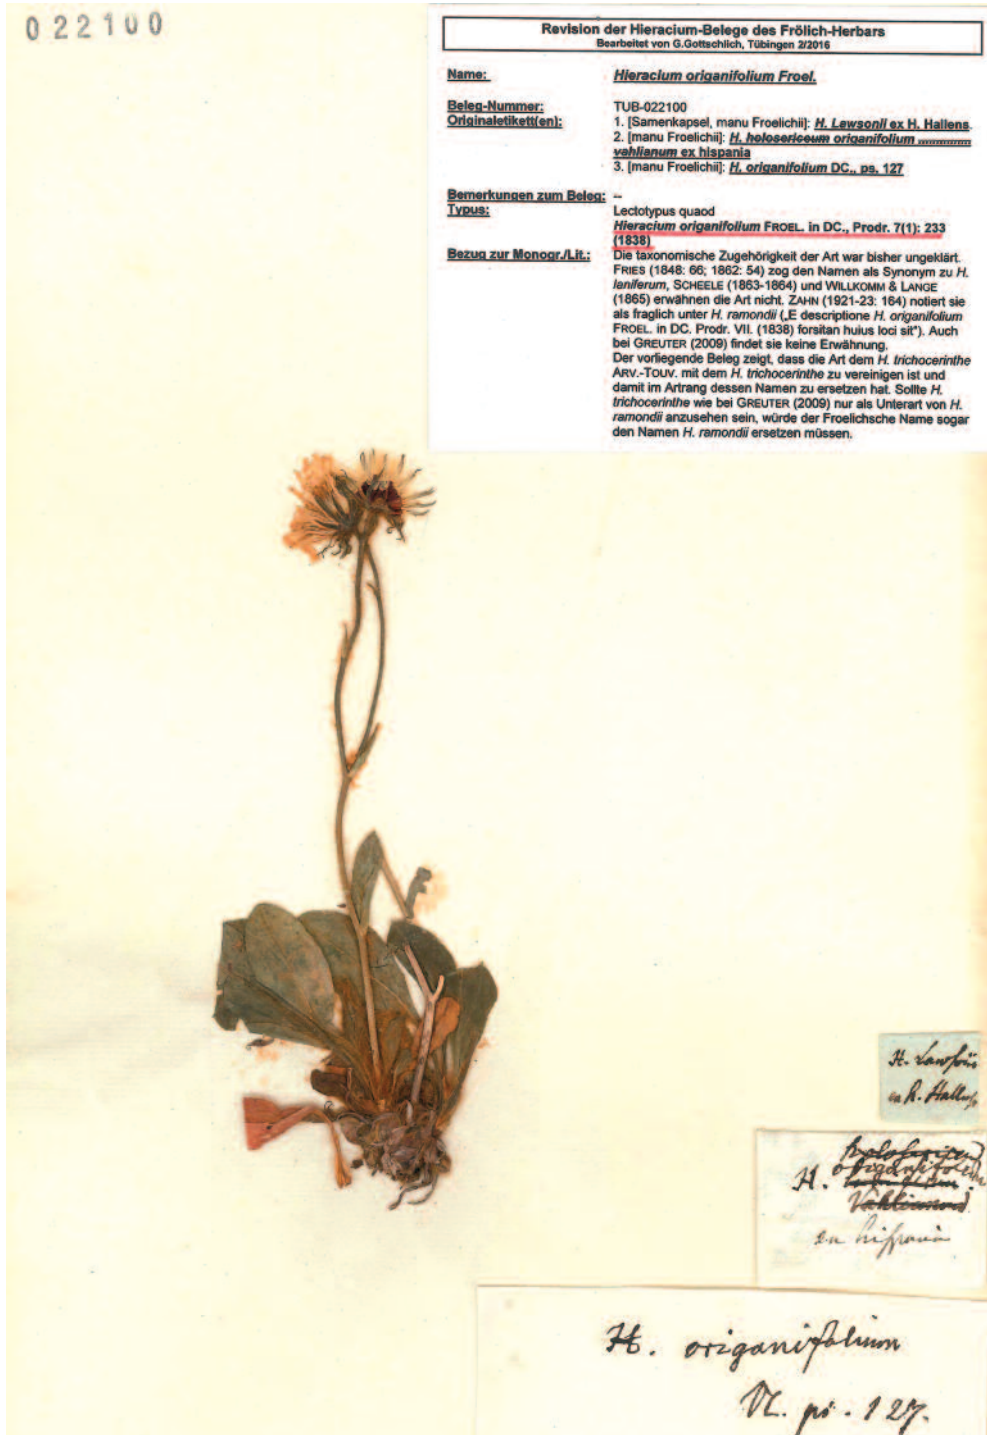 022100
Revision der Hieracium-Belege des Frölich-Herbars
Bearbeitet von G.Gottschlich, Tübingen 2/2016
Name: Hieracium origanifolium Froel.
Beleg-Nummer: TUB-022100
Originaletikett(en): 1. [Samenkapsel, manu Froelichii]: H. Lawsonii ex H. Hallens.
2. [manu Froelichii]: H. holosericeum origanifolium ..............
vahlianum ex hispania
3. [manu Froelichii]: H. origanifolium DC., ps. 127
Bemerkungen zum Beleg: --
Typus: Lectotypus quaod
Hieracium origanifolium FROEL. in DC., Prodr. 7(1): 233
(1838)
Bezug zur Monogr./Lit.: Die taxonomische Zugehörigkeit der Art war bisher ungeklärt.
FRIES (1848: 66; 1862: 54) zog den Namen als Synonym zu H.
laniferum, SCHEELE (1863-1864) und WILLKOMM & LANGE
(1865) erwähnen die Art nicht. ZAHN (1921-23: 164) notiert sie
als fraglich unter H. ramondii („E descriptione H. origanifolium
FROEL. in DC. Prodr. VII. (1838) forsitan huius loci sit"). Auch
bei GREUTER (2009) findet sie keine Erwähnung.
Der vorliegende Beleg zeigt, dass die Art dem H. trichocerinthe
ARV.-TOUV. mit dem H. trichocerinthe zu vereinigen ist und
damit im Artrang dessen Namen zu ersetzen hat. Sollte H.
trichocerinthe wie bei GREUTER (2009) nur als Unterart von H.
ramondii anzusehen sein, würde der Froelichsche Name sogar
den Namen H. ramondii ersetzen müssen.
H. Lawsonii
ex H. Hallens
holosericeum
H. origanifolium
Vahlianum
ex hispania
H. origanifolium
ps. 127.